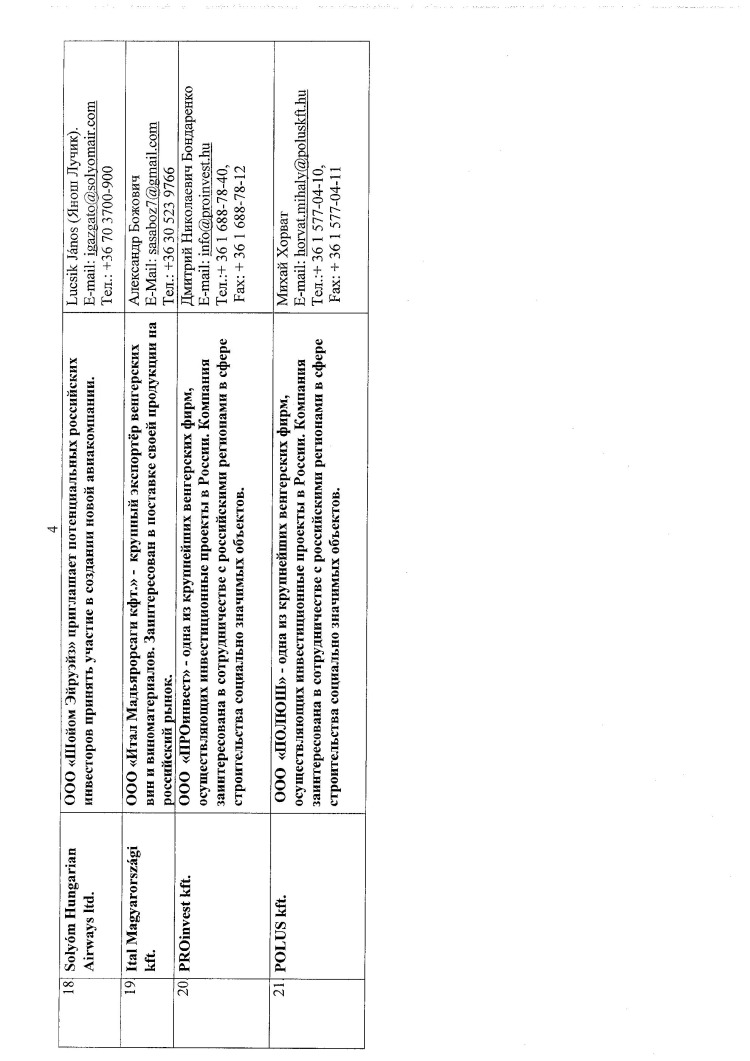 4
18. Solyóm Hungarian
Airways ltd.
ООО «Шойом Эйруэйз» приглашает потенциальных российских
инвесторов принять участие в создании новой авиакомпании.
Lucsik János (Янош Лучик).
E-mail: igazgato@solyomair.com
Тел.: +36 70 3700-900
19. Ital Magyarországi
kft.
ООО «Итал Мадьярорсаги кфт.» - крупный экспортёр венгерских
вин и виноматериалов. Заинтересован в поставке своей продукции на
российский рынок.
Александр Божович
E-Mail: sasaboz7@gmail.com
Тел.: +36 30 523 9766
20. PROinvest kft.
ООО «ПРОинвест» - одна из крупнейших венгерских фирм,
осуществляющих инвестиционные проекты в России. Компания
заинтересована в сотрудничестве с российскими регионами в сфере
строительства социально значимых объектов.
Дмитрий Николаевич Бондаренко
E-mail: info@proinvest.hu
Тел.:+ 36 1 688-78-40,
Fax: + 36 1 688-78-12
21. POLUS kft.
ООО «ПОЛЮШ» - одна из крупнейших венгерских фирм,
осуществляющих инвестиционные проекты в России. Компания
заинтересована в сотрудничестве с российскими регионами в сфере
строительства социально значимых объектов.
Михай Хорват
E-mail: horvat.mihaly@poluskft.hu
Тел.:+ 36 1 577-04-10,
Fax: + 36 1 577-04-11